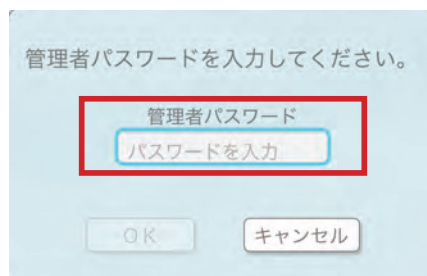 管理者パスワードを入力してください。
管理者パスワード
パスワードを入力
OK
キャンセル